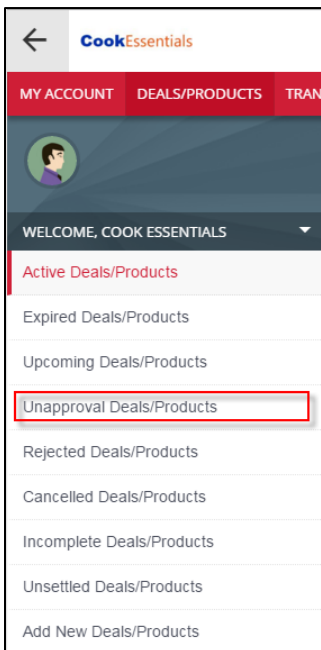 CookEssentials
MY ACCOUNT DEALS/PRODUCTS TRAN
WELCOME, COOK ESSENTIALS
Active Deals/Products
Expired Deals/Products
Upcoming Deals/Products
Unapproval Deals/Products
Rejected Deals/Products
Cancelled Deals/Products
Incomplete Deals/Products
Unsettled Deals/Products
Add New Deals/Products